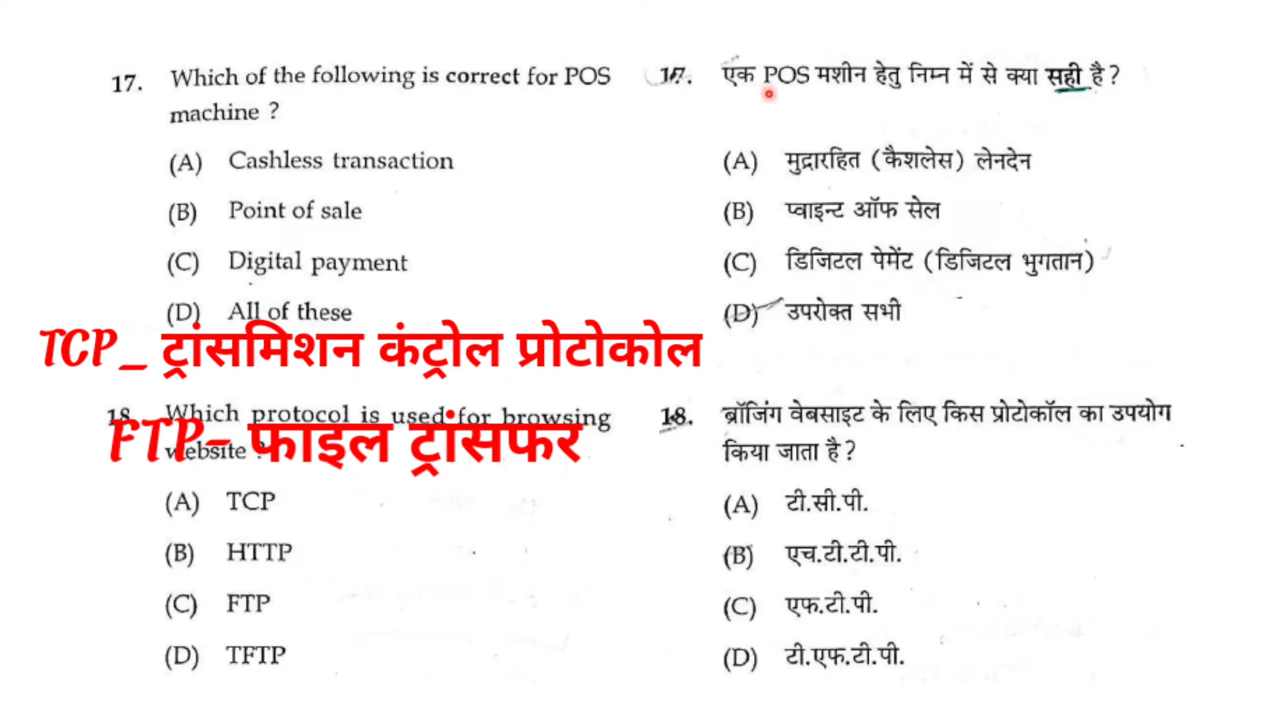 17. Which of the following is correct for POS
machine ?
(A) Cashless transaction
(B) Point of sale
(C) Digital payment
(D) All of these
TCP_ ट्रांसमिशन कंट्रोल प्रोटोकोल
18. Which protocol is used for browsing
website ?
FTP- फाइल ट्रांसफर
(A) TCP
(B) HTTP
(C) FTP
(D) TFTP
17. एक POS मशीन हेतु निम्न में से क्या सही है ?
(A) मुद्रारहित (कैशलेस) लेनदेन
(B) प्वाइन्ट ऑफ सेल
(C) डिजिटल पेमेंट (डिजिटल भुगतान)
(D) उपरोक्त सभी
18. ब्रॉजिंग वेबसाइट के लिए किस प्रोटोकॉल का उपयोग
किया जाता है ?
(A) टी.सी.पी.
(B) एच.टी.टी.पी.
(C) एफ.टी.पी.
(D) टी.एफ.टी.पी.